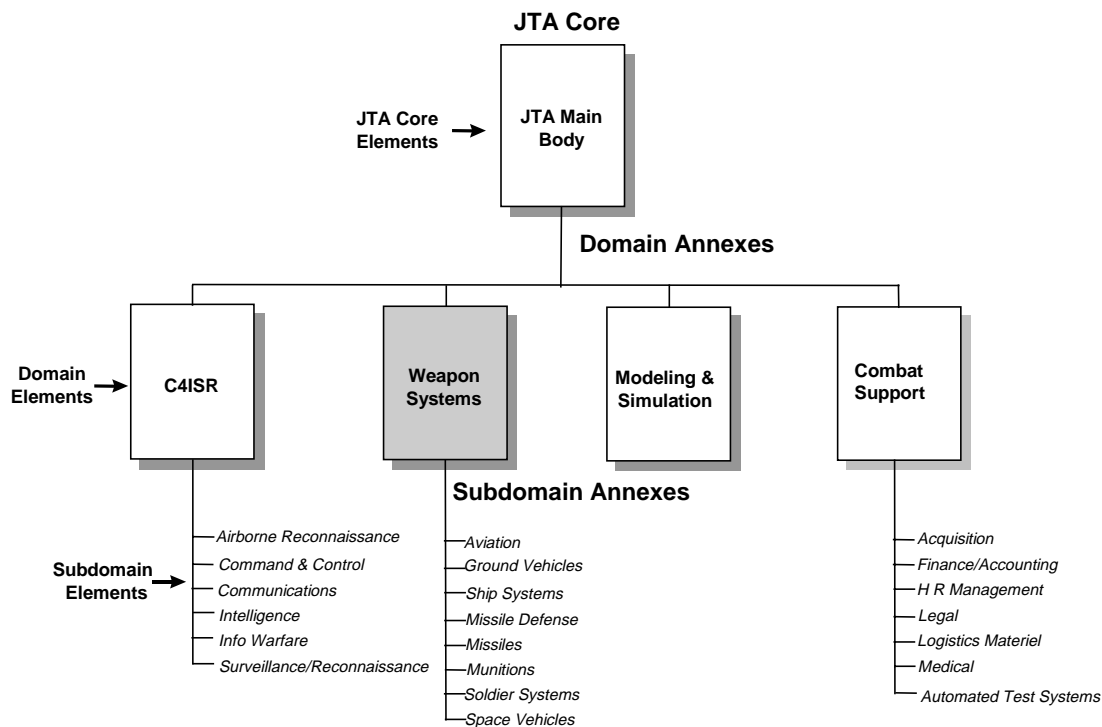 JTA Core
JTA Main
Body
JTA Core
Elements
Domain Annexes
Domain
Elements
C4ISR
Weapon
Systems
Modeling &
Simulation
Combat
Support
Subdomain Annexes
Subdomain
Elements
Airborne Reconnaissance
Command & Control
Communications
Intelligence
Info Warfare
Surveillance/Reconnaissance
Aviation
Ground Vehicles
Ship Systems
Missile Defense
Missiles
Munitions
Soldier Systems
Space Vehicles
Acquisition
Finance/Accounting
H R Management
Legal
Logistics Materiel
Medical
Automated Test Systems